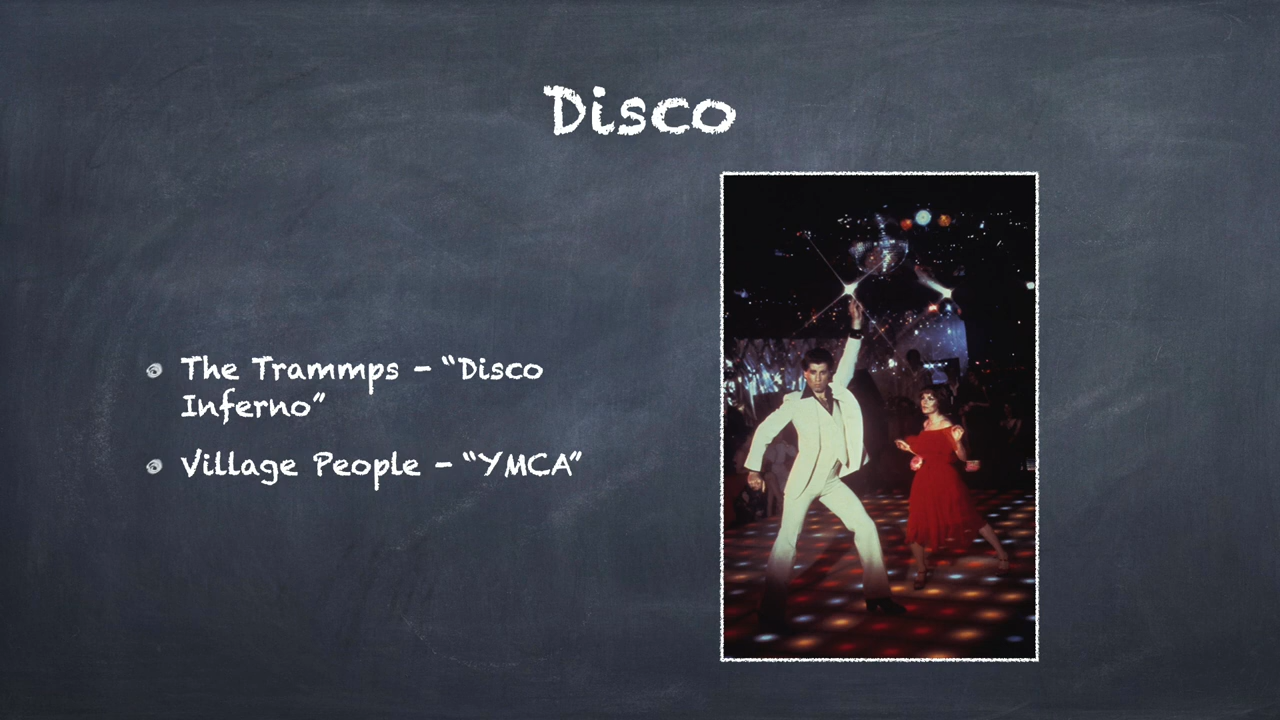 Disco
The Trammps - “Disco
Inferno”
Village People - “YMCA”